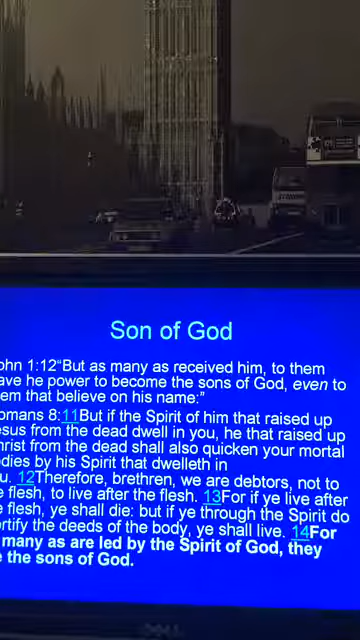 Son of God
ohn 1:12“But as many as received him, to them
ave he power to become the sons of God, even to
em that believe on his name:”
omans 8:11But if the Spirit of him that raised up
esus from the dead dwell in you, he that raised up
hrist from the dead shall also quicken your mortal
dies by his Spirit that dwelleth in
u. 12Therefore, brethren, we are debtors, not to
e flesh, to live after the flesh. 13For if ye live after
e flesh, ye shall die: but if ye through the Spirit do
rtify the deeds of the body, ye shall live. 14For
many as are led by the Spirit of God, they
e the sons of God.
DELL